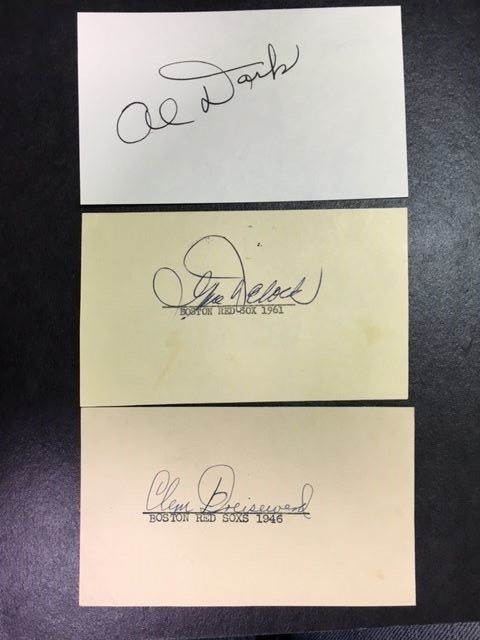 Al Dark
Ike Delock
BOSTON RED SOX 1961
Clem Dreisewerd
BOSTON RED SOXS 1946